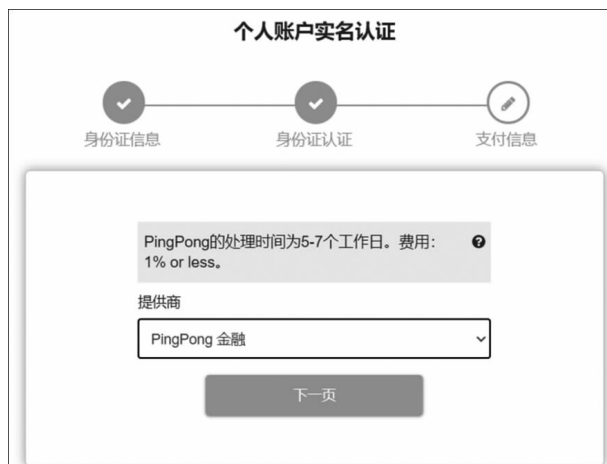 个人账户实名认证
身份证信息
身份证认证
支付信息
PingPong的处理时间为5-7个工作日。费用：
1% or less。
提供商
PingPong 金融
下一页